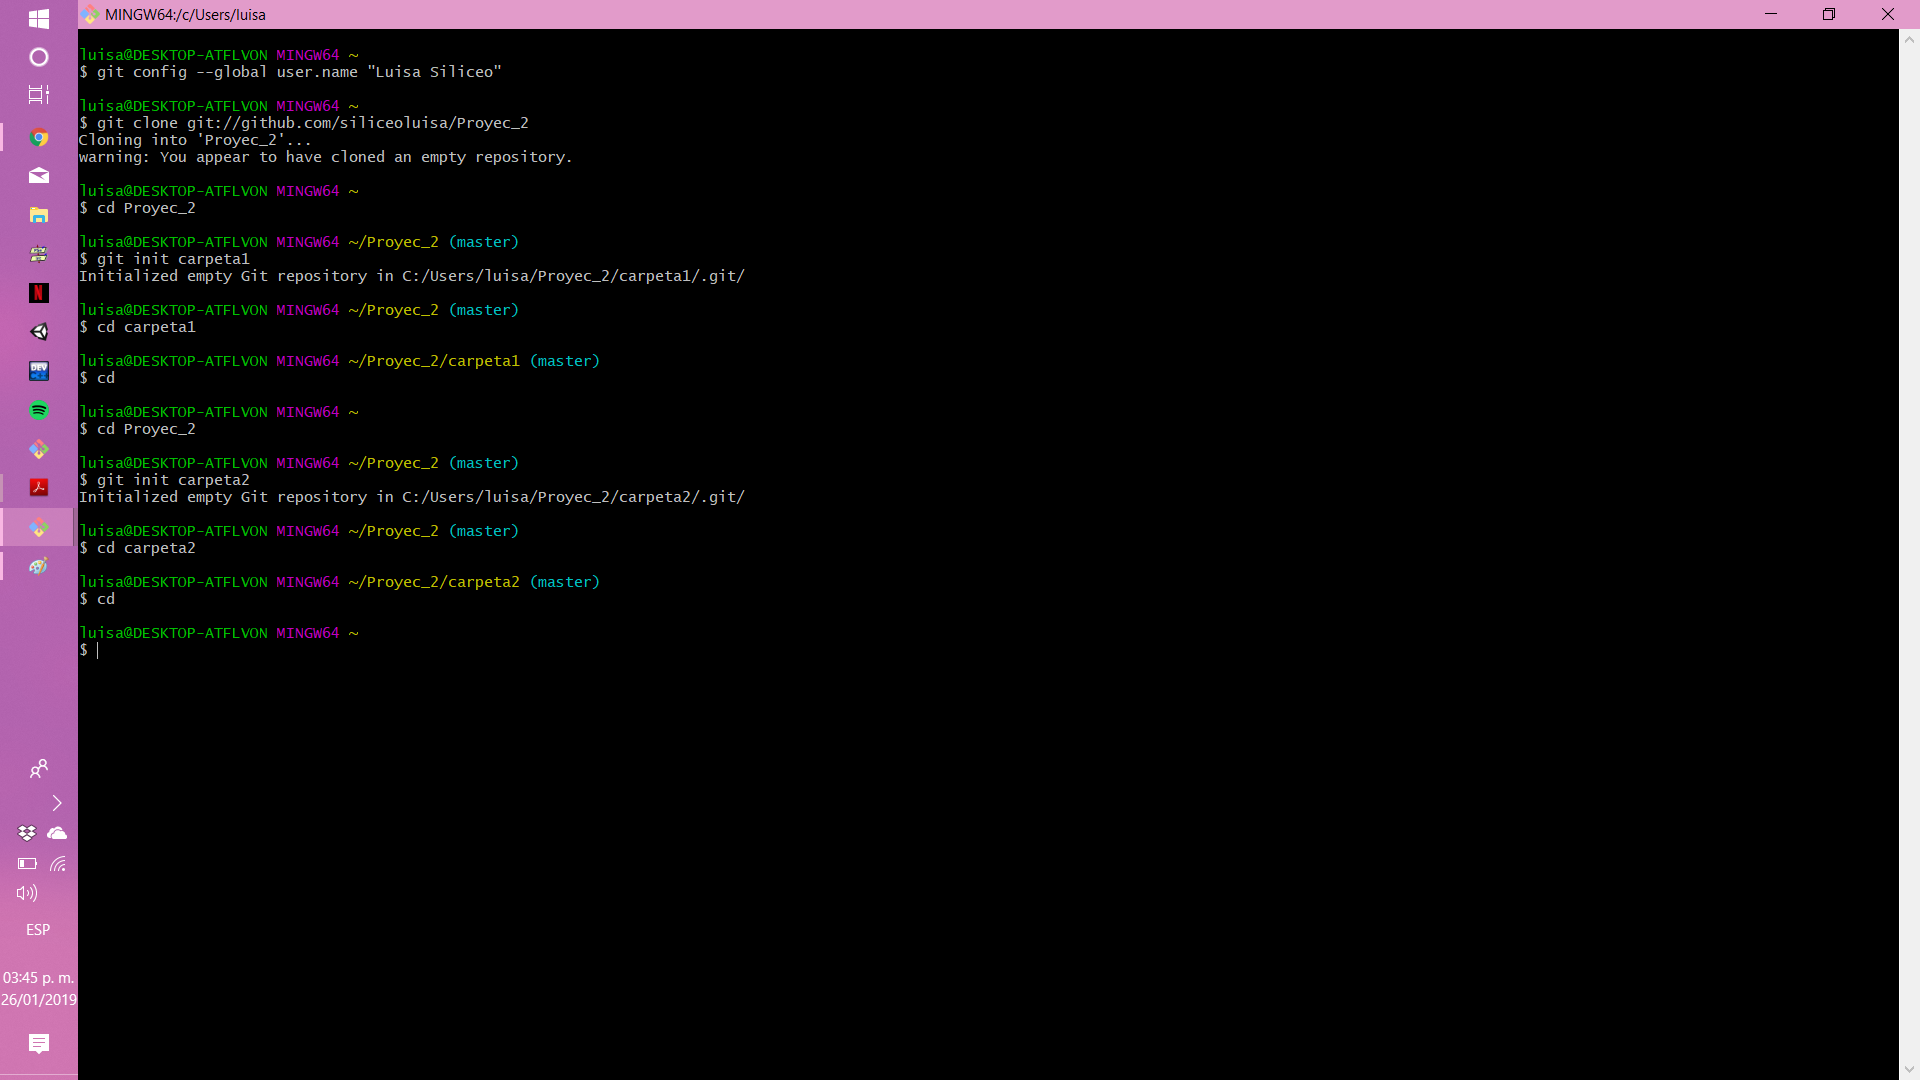 MINGW64:/c/Users/luisa
luisa@DESKTOP-ATFLVON MINGW64 ~
$ git config --global user.name "Luisa Siliceo"
luisa@DESKTOP-ATFLVON MINGW64 ~
$ git clone git://github.com/siliceoluisa/Proyec_2
Cloning into 'Proyec_2'...
warning: You appear to have cloned an empty repository.
luisa@DESKTOP-ATFLVON MINGW64 ~
$ cd Proyec_2
luisa@DESKTOP-ATFLVON MINGW64 ~/Proyec_2 (master)
$ git init carpeta1
Initialized empty Git repository in C:/Users/luisa/Proyec_2/carpeta1/.git/
luisa@DESKTOP-ATFLVON MINGW64 ~/Proyec_2 (master)
$ cd carpeta1
luisa@DESKTOP-ATFLVON MINGW64 ~/Proyec_2/carpeta1 (master)
$ cd
luisa@DESKTOP-ATFLVON MINGW64 ~
$ cd Proyec_2
luisa@DESKTOP-ATFLVON MINGW64 ~/Proyec_2 (master)
$ git init carpeta2
Initialized empty Git repository in C:/Users/luisa/Proyec_2/carpeta2/.git/
luisa@DESKTOP-ATFLVON MINGW64 ~/Proyec_2 (master)
$ cd carpeta2
luisa@DESKTOP-ATFLVON MINGW64 ~/Proyec_2/carpeta2 (master)
$ cd
luisa@DESKTOP-ATFLVON MINGW64 ~
$
N
DEV
ESP
03:45 p. m.
26/01/2019